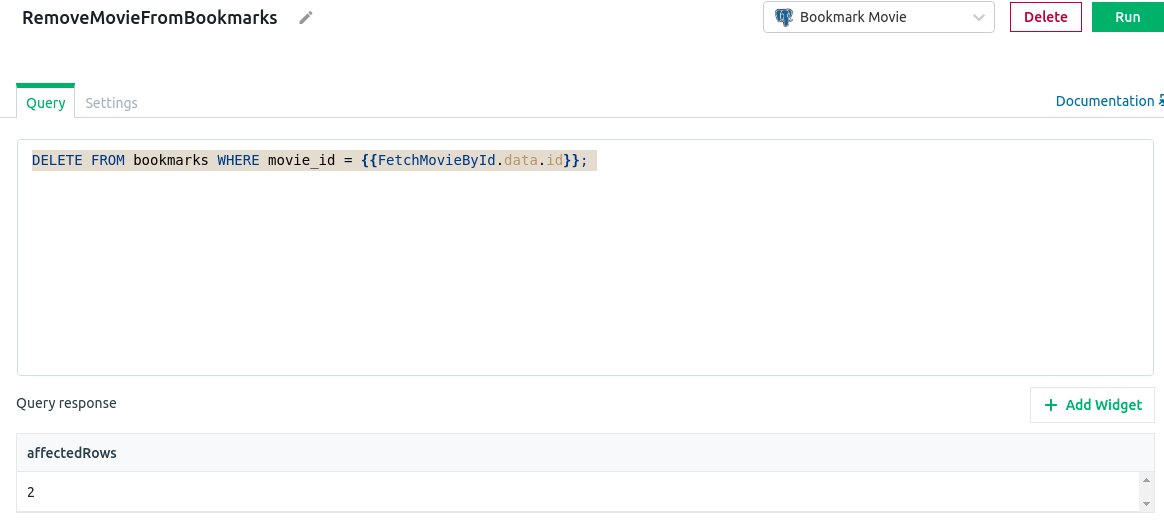 RemoveMovieFromBookmarks
Bookmark Movie
Delete
Run
Query
Settings
Documentation
DELETE FROM bookmarks WHERE movie_id = {{FetchMovieById.data.id}};
Query response
+ Add Widget
affectedRows
2